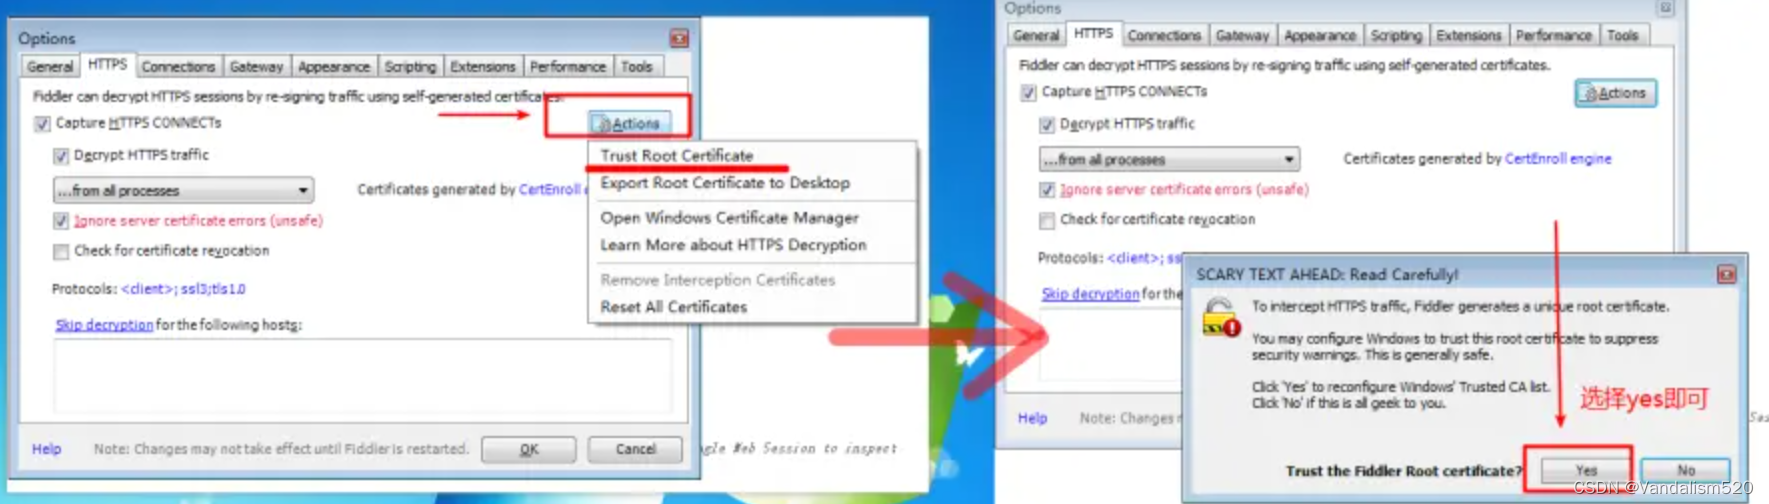 Options
General HTTPS Connections Gateway Appearance Scripting Extensions Performance Tools
Fiddler can decrypt HTTPS sessions by re-signing traffic using self-generated certificates.
Capture HTTPS CONNECTs
Actions
Decrypt HTTPS traffic
...from all processes
Certificates generated by CertEnroll
Ignore server certificate errors (unsafe)
Check for certificate revocation
Protocols: <client>; ssl3;tls1.0
Skip decryption for the following hosts:
Trust Root Certificate
Export Root Certificate to Desktop
Open Windows Certificate Manager
Learn More about HTTPS Decryption
Remove Interception Certificates
Reset All Certificates
Help
Note: Changes may not take effect until Fiddler is restarted.
OK
Cancel
gle Web Session to inspect
Options
General HTTPS Connections Gateway Appearance Scripting Extensions Performance Tools
Fiddler can decrypt HTTPS sessions by re-signing traffic using self-generated certificates.
Capture HTTPS CONNECTs
Actions
Decrypt HTTPS traffic
...from all processes
Certificates generated by CertEnroll engine
Ignore server certificate errors (unsafe)
Check for certificate revocation
Protocols: <client>; ss
Skip decryption for the
Help
Note: Changes
SCARY TEXT AHEAD: Read Carefully!
To intercept HTTPS traffic, Fiddler generates a unique root certificate.
You may configure Windows to trust this root certificate to suppress
security warnings. This is generally safe.
Click 'Yes' to reconfigure Windows' Trusted CA list.
Click 'No' if this is all geek to you.
选择yes即可
Trust the Fiddler Root certificate?
Yes
No
Ses
CSDN @Vandalism520